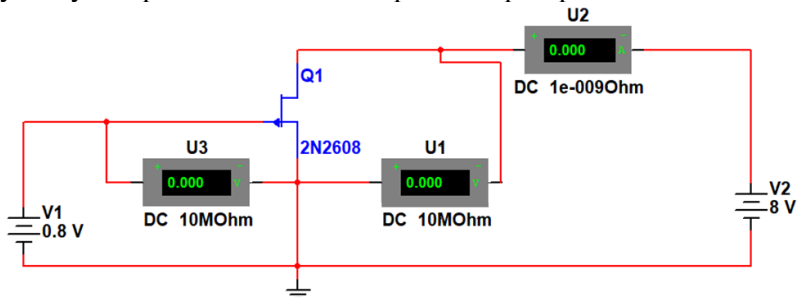 U2
+ -
0.000 A
Q1
DC 1e-009Ohm
2N2608
U3
U1
+ -
0.000 V
+ -
0.000 V
V1
0.8 V
DC 10MOhm
DC 10MOhm
V2
8 V